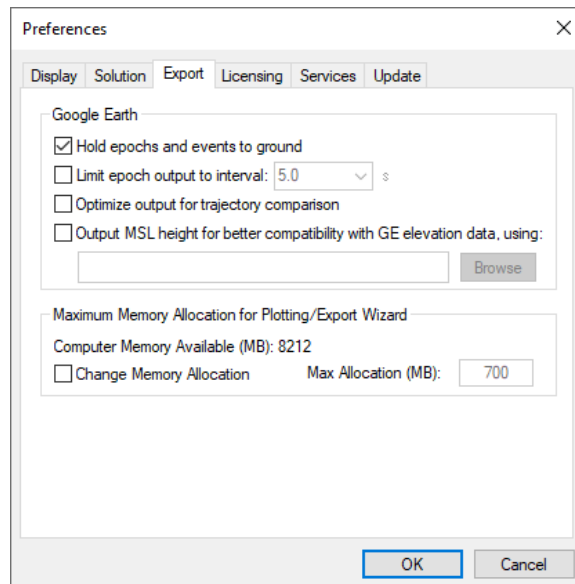 Preferences
Display Solution Export Licensing Services Update
Google Earth
Hold epochs and events to ground
Limit epoch output to interval: 5.0 s
Optimize output for trajectory comparison
Output MSL height for better compatibility with GE elevation data, using:
Browse
Maximum Memory Allocation for Plotting/Export Wizard
Computer Memory Available (MB): 8212
Change Memory Allocation Max Allocation (MB): 700
OK Cancel